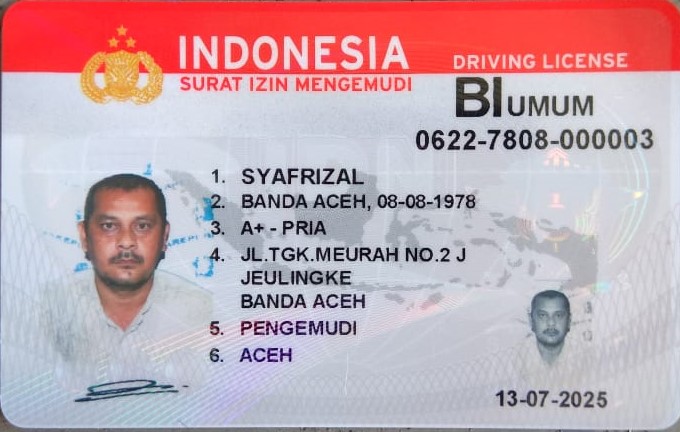 INDONESIA
SURAT IZIN MENGEMUDI
DRIVING LICENSE
BI UMUM
0622-7808-000003
1. SYAFRIZAL
2. BANDA ACEH, 08-08-1978
3. A+ - PRIA
4. JL.TGK.MEURAH NO.2 J
JEULINGKE
BANDA ACEH
5. PENGEMUDI
6. ACEH
13-07-2025